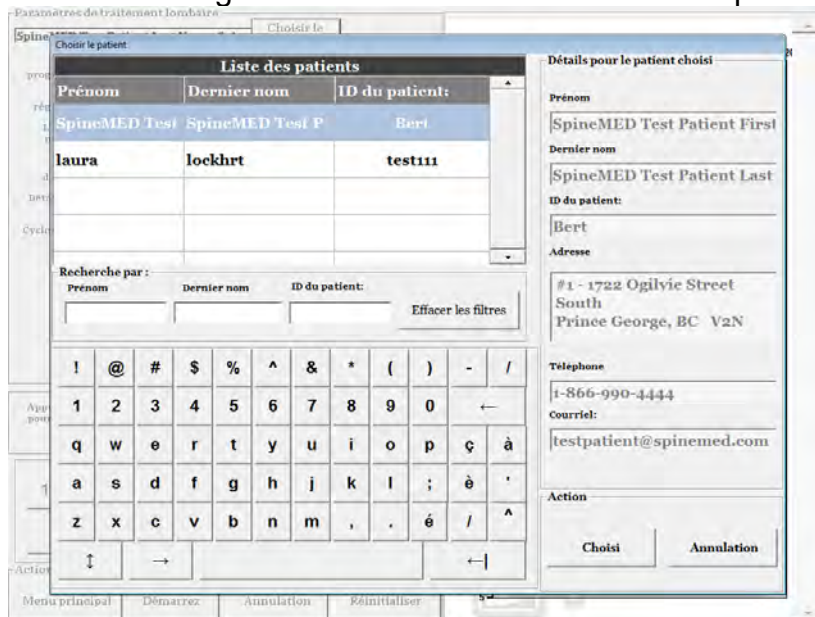 Paramètres de traitement lombaire
Choisir le
Spine
Choisir le patient
Liste des patients
Prénom Dernier nom ID du patient:
SpineMED Test SpineMED Test P Bert
laura lockhrt test111
Recherche par :
Prénom Dernier nom ID du patient:
Effacer les filtres
! @ # $ % ^ & * ( ) - /
1 2 3 4 5 6 7 8 9 0 ←
q w e r t y u i o p ç à
a s d f g h j k l ; è '
z x c v b n m , . é / ^
↕ → ←|
Détails pour le patient choisi
Prénom
SpineMED Test Patient First
Dernier nom
SpineMED Test Patient Last
ID du patient:
Bert
Adresse
#1 - 1722 Ogilvie Street
South
Prince George, BC V2N
Téléphone
1-866-990-4444
Courriel:
testpatient@spinemed.com
Action
Choisi Annulation
Menu principal Démarrez Annulation Réinitialiser